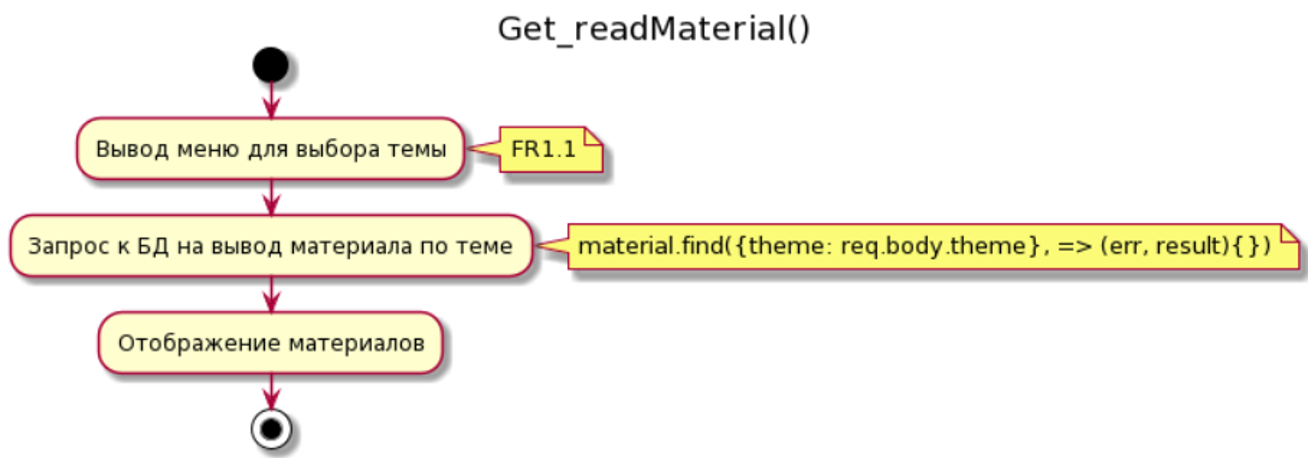 Get_readMaterial()
Вывод меню для выбора темы
FR1.1
Запрос к БД на вывод материала по теме
material.find({theme: req.body.theme}, => (err, result){})
Отображение материалов